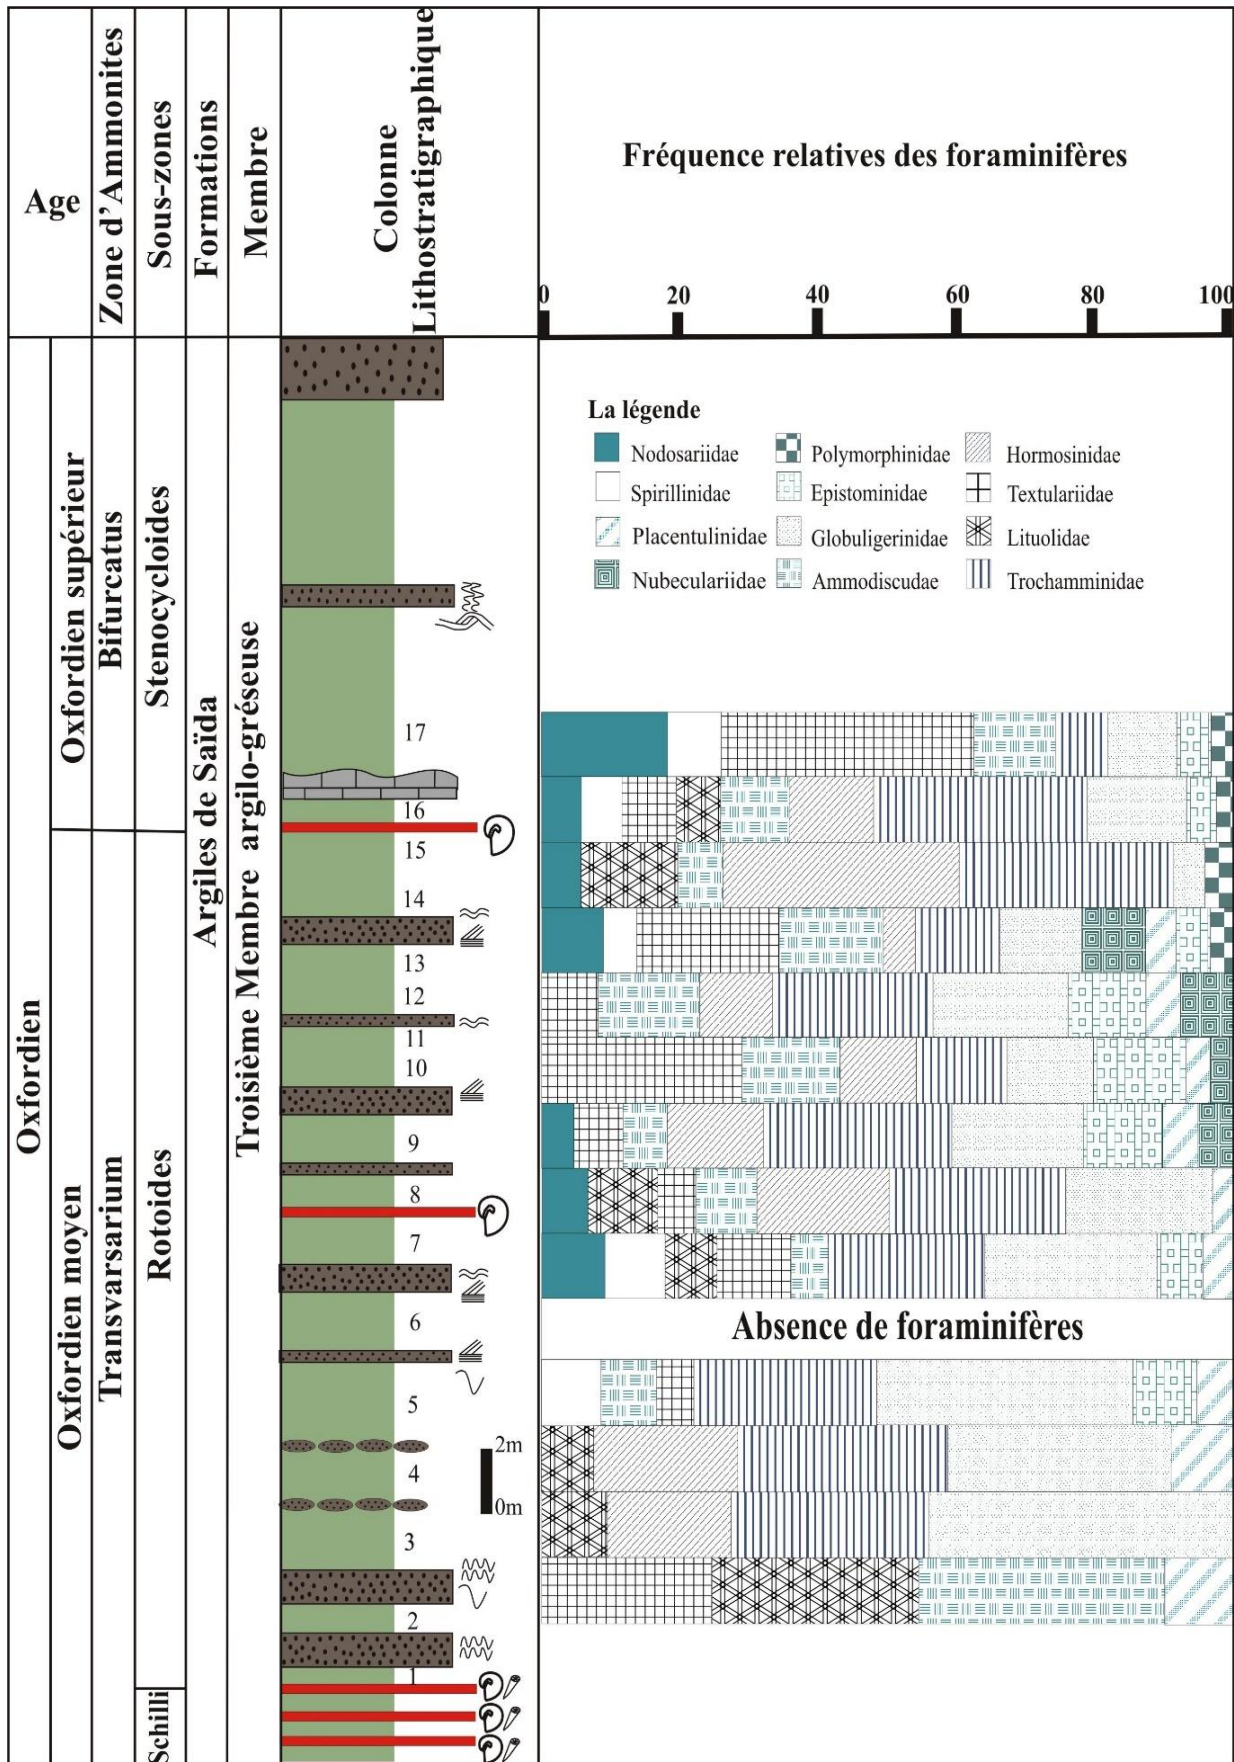 Age
Zone d'Ammonites
Sous-zones
Formations
Membre
Colonne
Lithostratigraphique
Fréquence relatives des foraminifères
0 20 40 60 80 100
La légende
Nodosariidae
Spirillinidae
Placentulinidae
Nubeculariidae
Polymorphinidae
Epistominidae
Globuligerinidae
Ammodiscudae
Hormosinidae
Textulariidae
Lituolidae
Trochamminidae
Oxfordien
Oxfordien supérieur
Oxfordien moyen
Bifurcatus
Transvarsarium
Stenocycloides
Rotoides
Schilli
Argiles de Saïda
Troisième Membre argilo-gréseuse
17
16
15
14
13
12
11
10
9
8
7
6
5
4
3
2
1
2m
0m
Absence de foraminifères